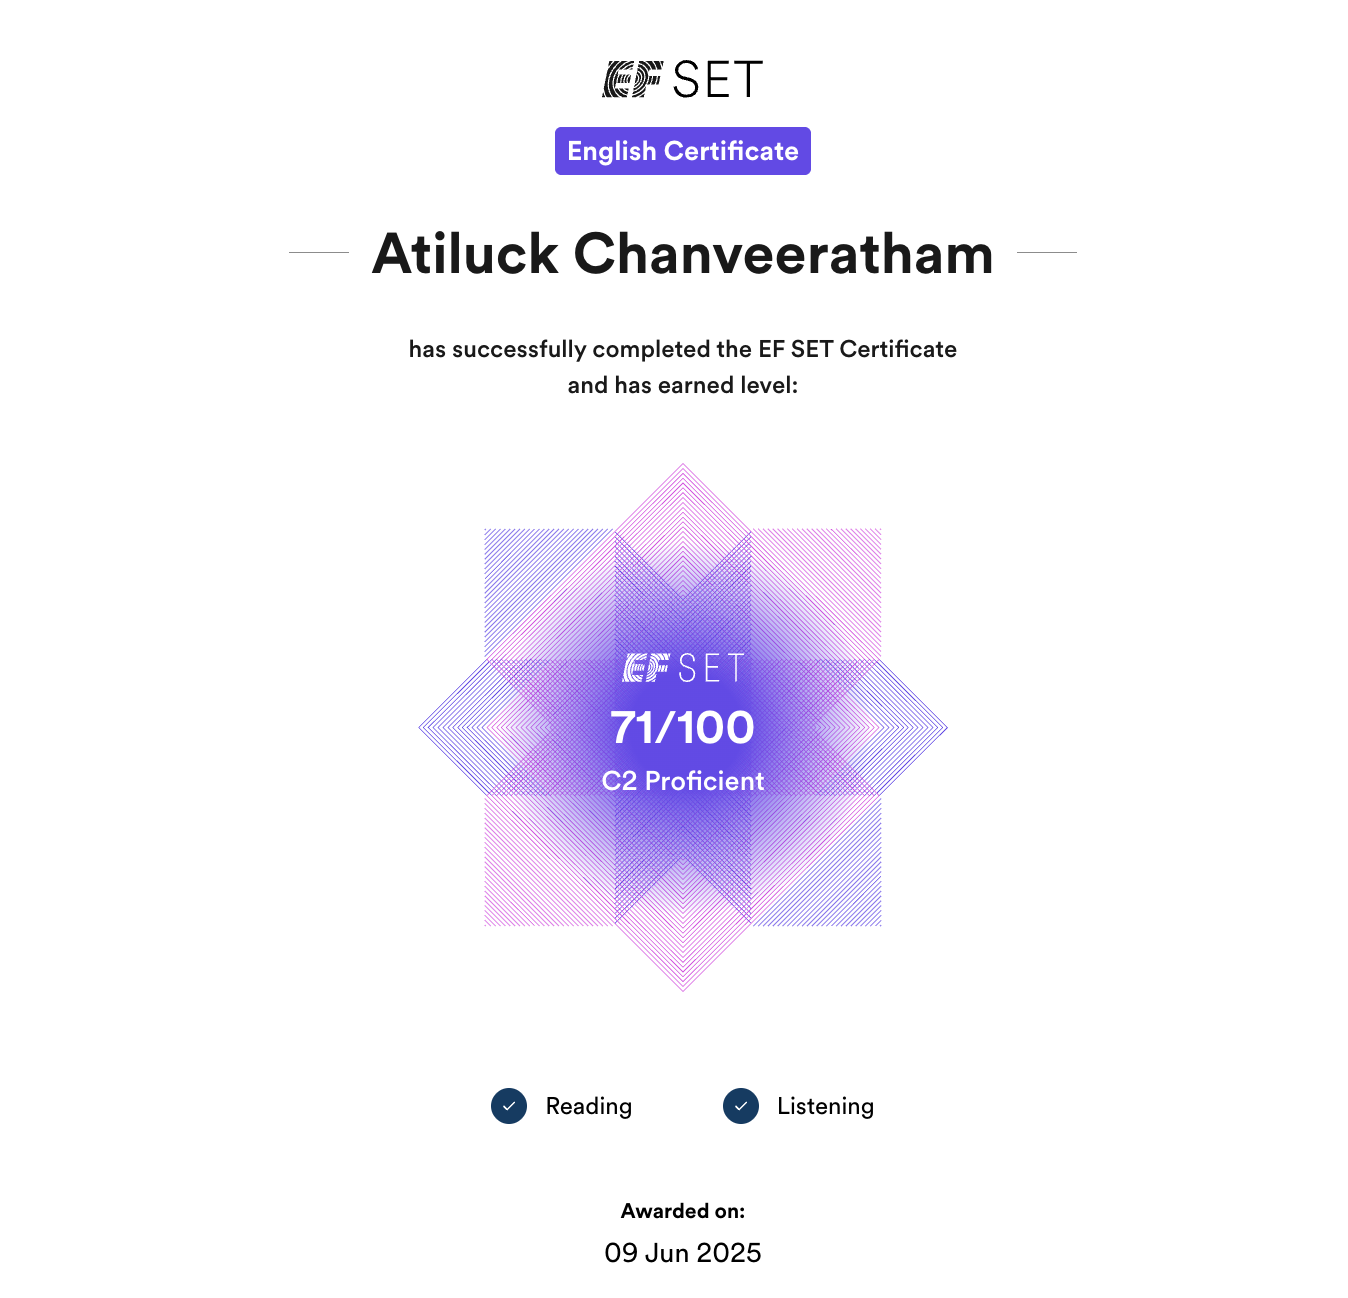 EF SET
English Certificate
Atiluck Chanveeratham
has successfully completed the EF SET Certificate
and has earned level:
EF SET
71/100
C2 Proficient
Reading
Listening
Awarded on:
09 Jun 2025